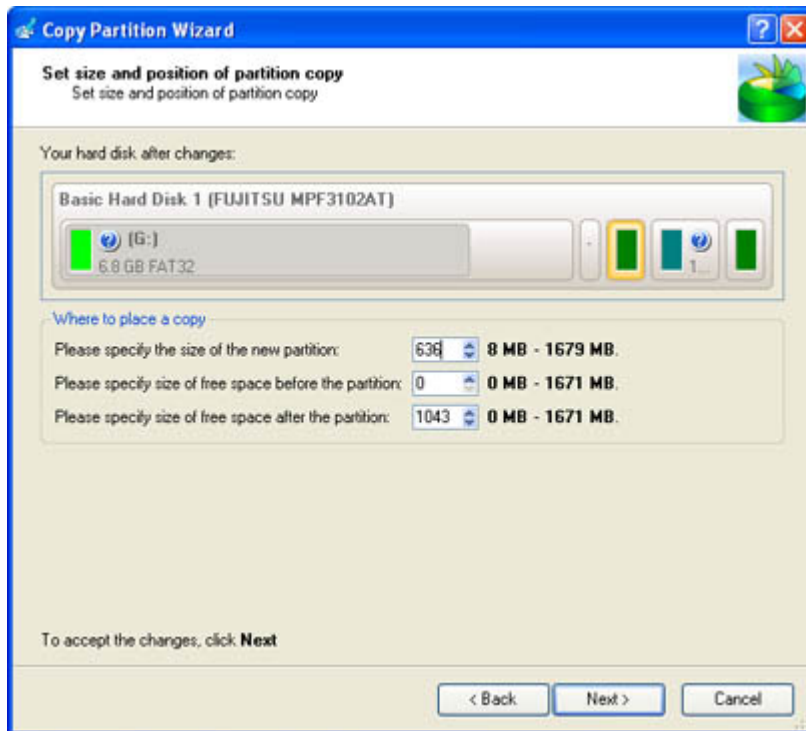 Copy Partition Wizard
Set size and position of partition copy
Set size and position of partition copy
Your hard disk after changes:
Basic Hard Disk 1 (FUJITSU MPF3102AT)
(G:)
6.8 GB FAT32
1...
Where to place a copy
Please specify the size of the new partition: 636 8 MB - 1679 MB.
Please specify size of free space before the partition: 0 0 MB - 1671 MB.
Please specify size of free space after the partition: 1043 0 MB - 1671 MB.
To accept the changes, click Next
< Back Next > Cancel